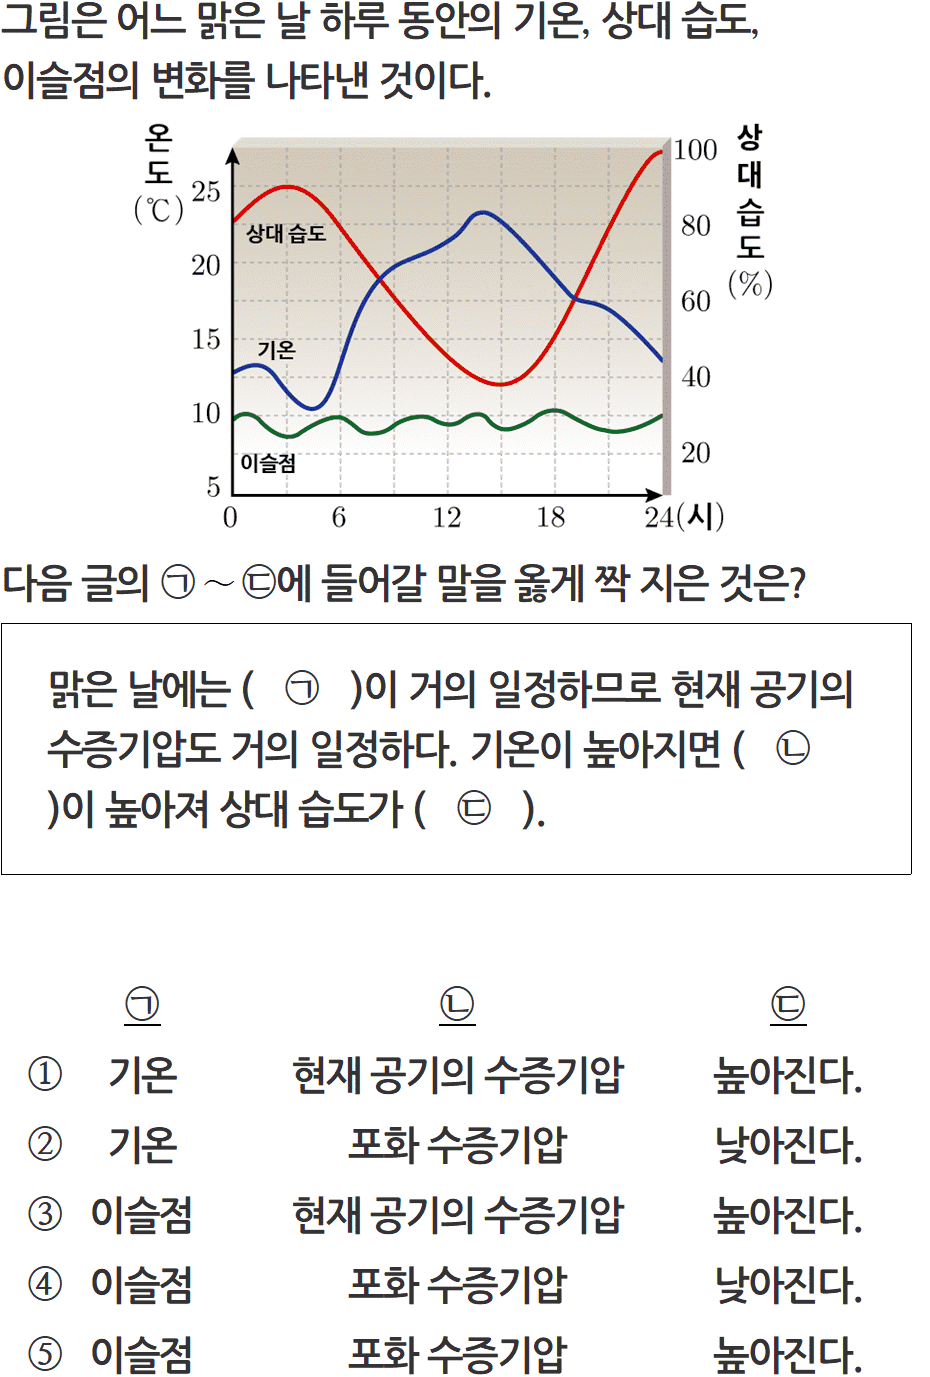 그림은 어느 맑은 날 하루 동안의 기온, 상대 습도,
이슬점의 변화를 나타낸 것이다.
온도(℃)
상대습도(%)
25
20
15
10
5
100
80
60
40
20
상대 습도
기온
이슬점
0 6 12 18 24(시)
다음 글의 ㉠ ~ ㉢에 들어갈 말을 옳게 짝 지은 것은?
맑은 날에는 ( ㉠ )이 거의 일정하므로 현재 공기의
수증기압도 거의 일정하다. 기온이 높아지면 ( ㉡
)이 높아져 상대 습도가 ( ㉢ ).
㉠ ㉡ ㉢
① 기온 현재 공기의 수증기압 높아진다.
② 기온 포화 수증기압 낮아진다.
③ 이슬점 현재 공기의 수증기압 높아진다.
④ 이슬점 포화 수증기압 낮아진다.
⑤ 이슬점 포화 수증기압 높아진다.